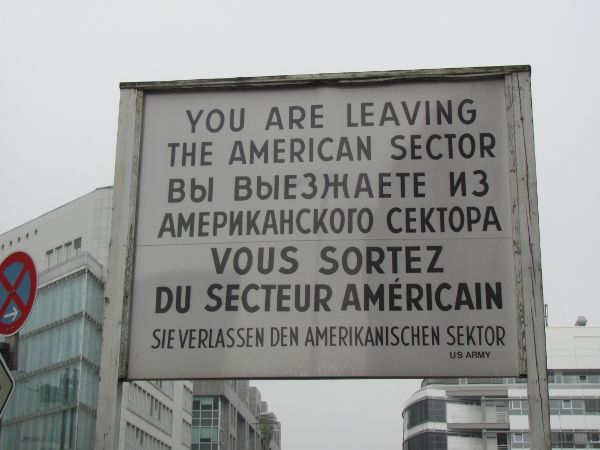 YOU ARE LEAVING
THE AMERICAN SECTOR
ВЫ ВЫЕЗЖАЕТЕ ИЗ
АМЕРИКАНСКОГО СЕКТОРА
VOUS SORTEZ
DU SECTEUR AMÉRICAIN
SIE VERLASSEN DEN AMERIKANISCHEN SEKTOR
US ARMY